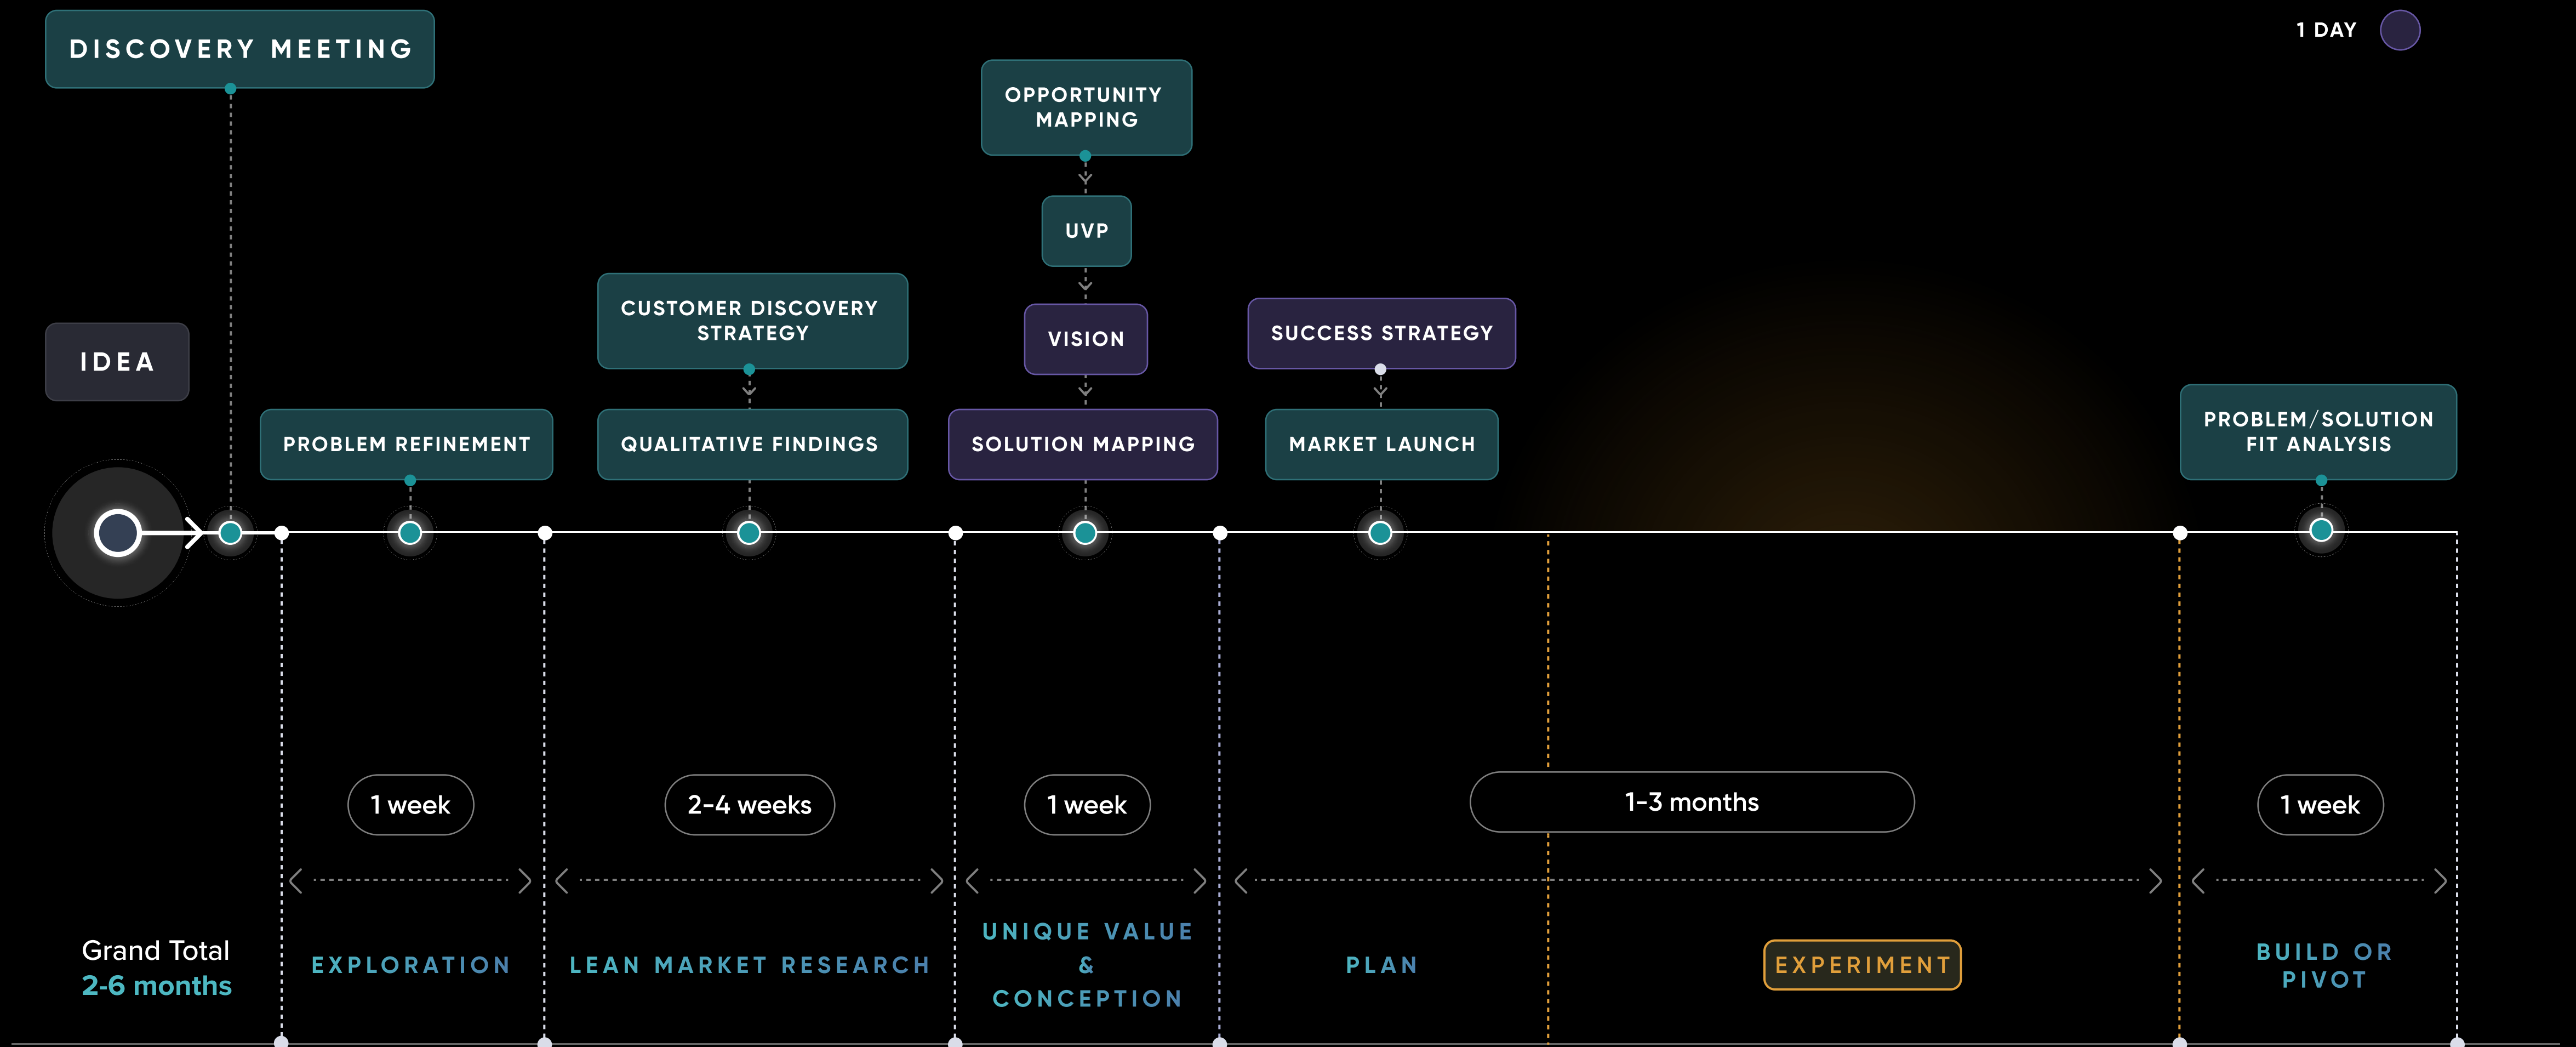 DISCOVERY MEETING
1 DAY
OPPORTUNITY
MAPPING
UVP
CUSTOMER DISCOVERY
STRATEGY
VISION
SUCCESS STRATEGY
IDEA
PROBLEM REFINEMENT
QUALITATIVE FINDINGS
SOLUTION MAPPING
MARKET LAUNCH
PROBLEM/SOLUTION
FIT ANALYSIS
1 week
2-4 weeks
1 week
1-3 months
1 week
Grand Total
2-6 months
EXPLORATION
LEAN MARKET RESEARCH
UNIQUE VALUE
&
CONCEPTION
PLAN
EXPERIMENT
BUILD OR
PIVOT